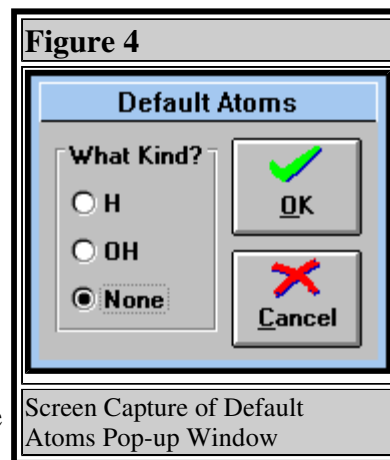 Figure 4
Default Atoms
What Kind?
H
OH
None
OK
Cancel
Screen Capture of Default
Atoms Pop-up Window